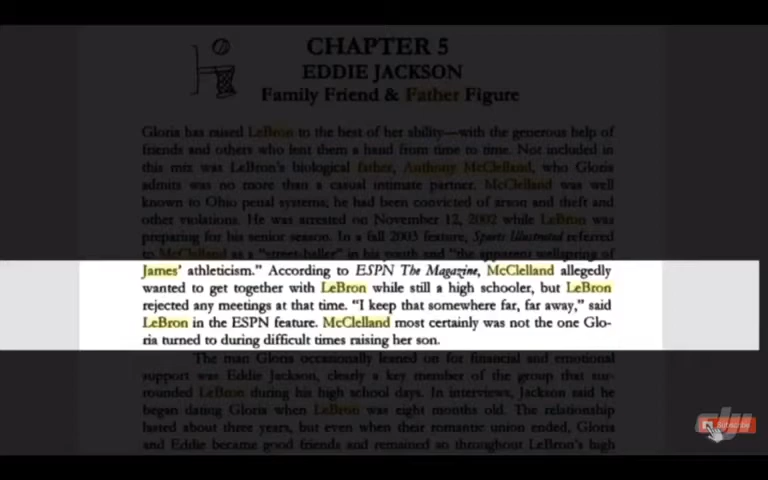 CHAPTER 5
EDDIE JACKSON
Family Friend & Father Figure
Gloria has raised LeBron to the best of her ability—with the generous help of
friends and others who lent them a hand from time to time. Not included in
this mix was LeBron's biological father, Anthony McClelland, who Gloria
admits was no more than a casual intimate partner. McClelland was well
known to Ohio penal systems; he had been convicted of arson and theft and
other violations. He was arrested on November 12, 2002 while LeBron was
preparing for his senior season. In a fall 2003 feature, Sports Illustrated referred
to McClelland as a "street-baller" in his youth and "the apparent wellspring of
James' athleticism." According to ESPN The Magazine, McClelland allegedly
wanted to get together with LeBron while still a high schooler, but LeBron
rejected any meetings at that time. "I keep that somewhere far, far away," said
LeBron in the ESPN feature. McClelland most certainly was not the one Glo-
ria turned to during difficult times raising her son.
The man Gloria occasionally leaned on for financial and emotional
support was Eddie Jackson, clearly a key member of the group that sur-
rounded LeBron during his high school days. In interviews, Jackson said he
began dating Gloria when LeBron was eight months old. The relationship
lasted about three years, but even when their romantic union ended, Gloria
and Eddie became good friends and remained so throughout LeBron's high
dji
Subscribe